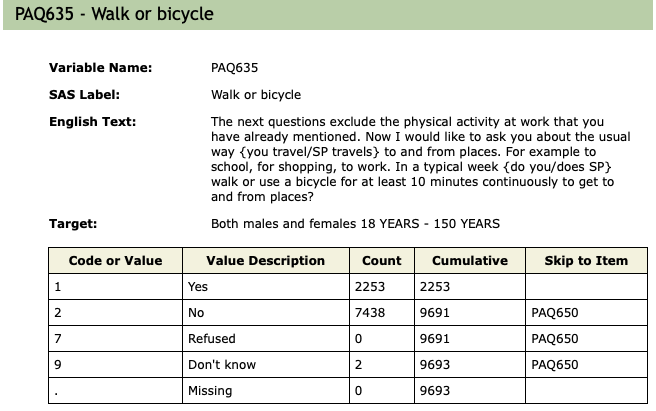 PAQ635 - Walk or bicycle
Variable Name: PAQ635
SAS Label: Walk or bicycle
English Text: The next questions exclude the physical activity at work that you
have already mentioned. Now I would like to ask you about the usual
way {you travel/SP travels} to and from places. For example to
school, for shopping, to work. In a typical week {do you/does SP}
walk or use a bicycle for at least 10 minutes continuously to get to
and from places?
Target: Both males and females 18 YEARS - 150 YEARS
Code or Value Value Description Count Cumulative Skip to Item
1 Yes 2253 2253
2 No 7438 9691 PAQ650
7 Refused 0 9691 PAQ650
9 Don't know 2 9693 PAQ650
. Missing 0 9693